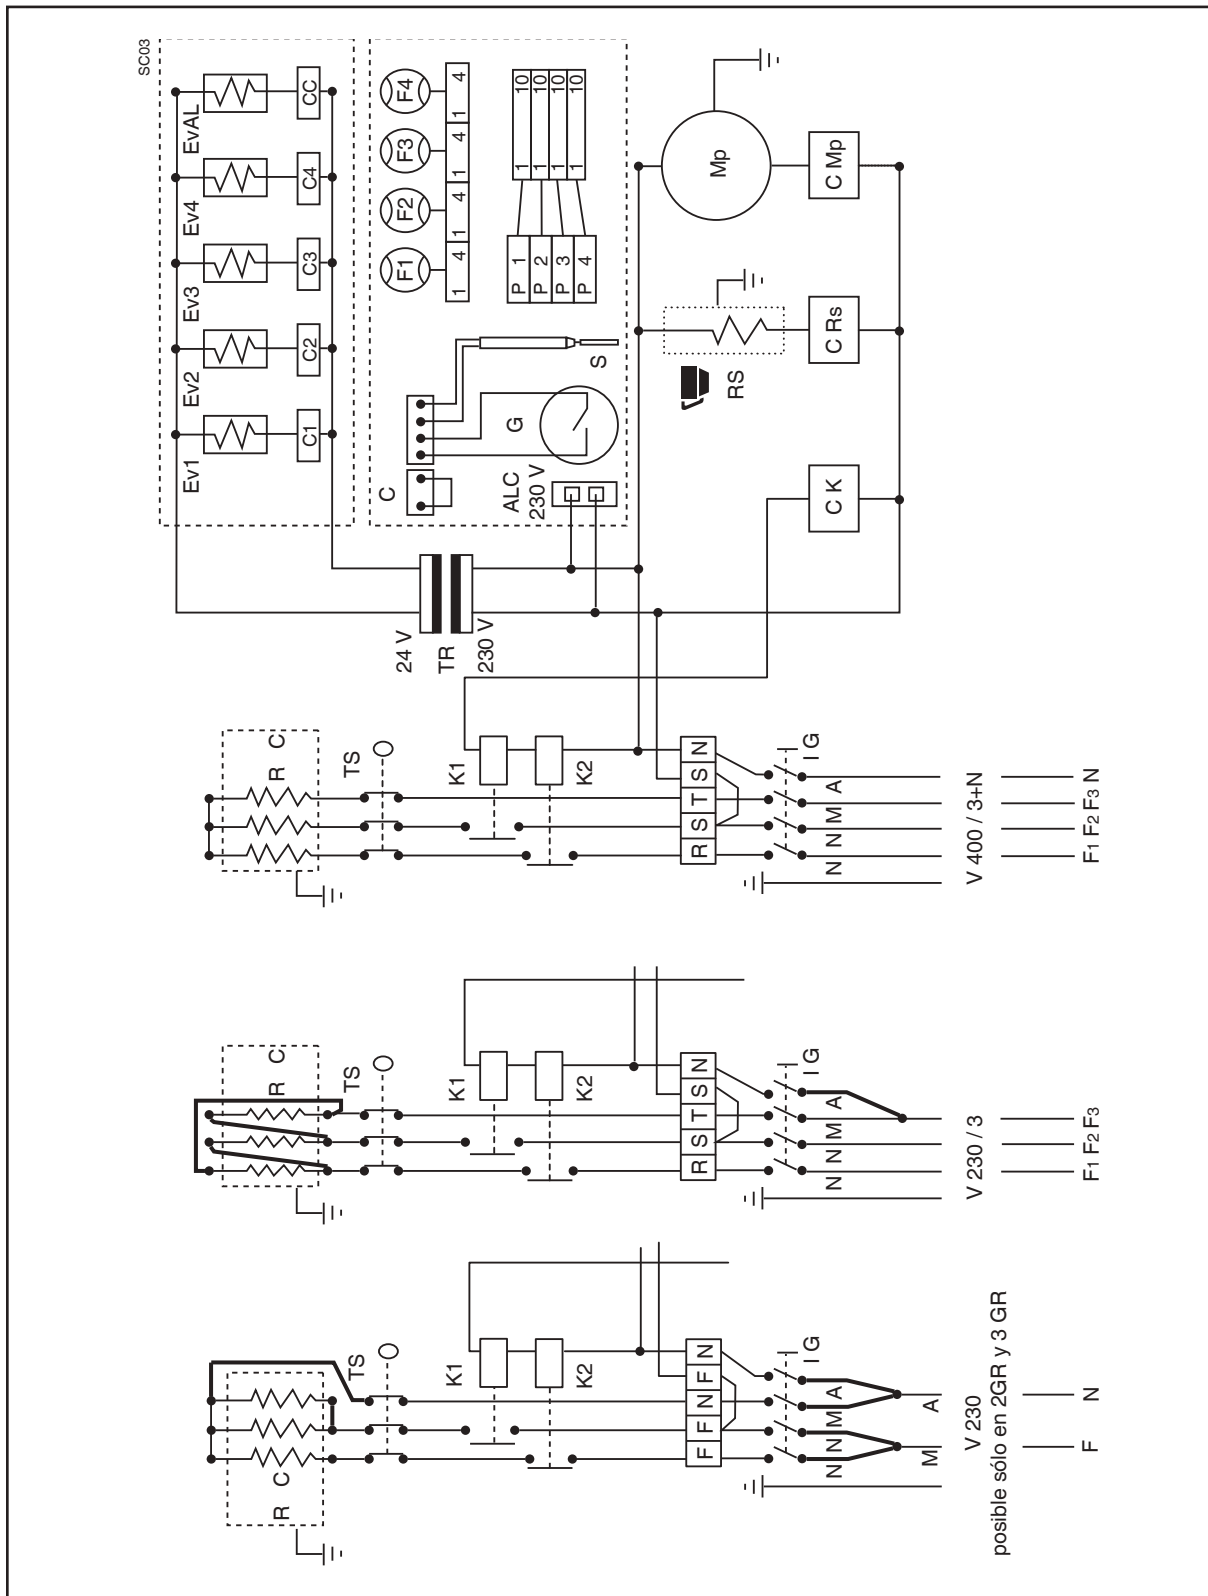 SC03
Ev1 Ev2 Ev3 Ev4 EvAL
C1 C2 C3 C4 CC
F1 F2 F3 F4
1 4 1 4 1 4 1 4
P 1 1 10
P 2 1 10
P 3 1 10
P 4 1 10
C
G
S
ALC
230 V
Mp
C Mp
RS
C Rs
C K
24 V
TR
230 V
R C
TS
K1
K2
R S T S N
I G
N N M A
V 400 / 3+N
F1 F2 F3 N
R C
TS
K1
K2
R S T S N
I G
N N M A
V 230 / 3
F1 F2 F3
R C
TS
K1
K2
F F N F N
I G
N N M A
M A
V 230
posible sólo en 2GR y 3 GR
F N